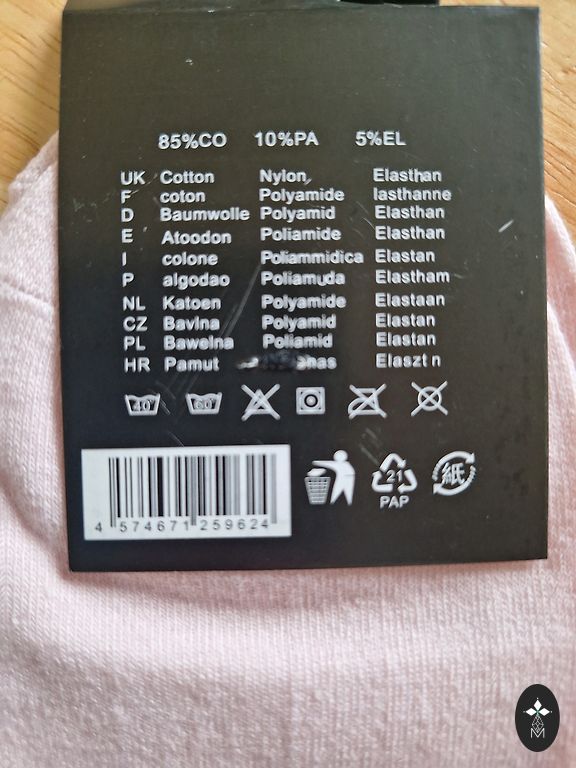 85%CO 10%PA 5%EL
UK Cotton Nylon Elasthan
F coton Polyamide lasthanne
D Baumwolle Polyamid Elasthan
E Atoodon Poliamide Elasthan
I colone Poliammidica Elastan
P algodao Poliamuda Elastham
NL Katoen Polyamide Elastaan
CZ Bavlna Polyamid Elastan
PL Bawelna Poliamid Elastan
HR Pamut Elaszt n
40 60
4 574671 259624
21
PAP
紙
M